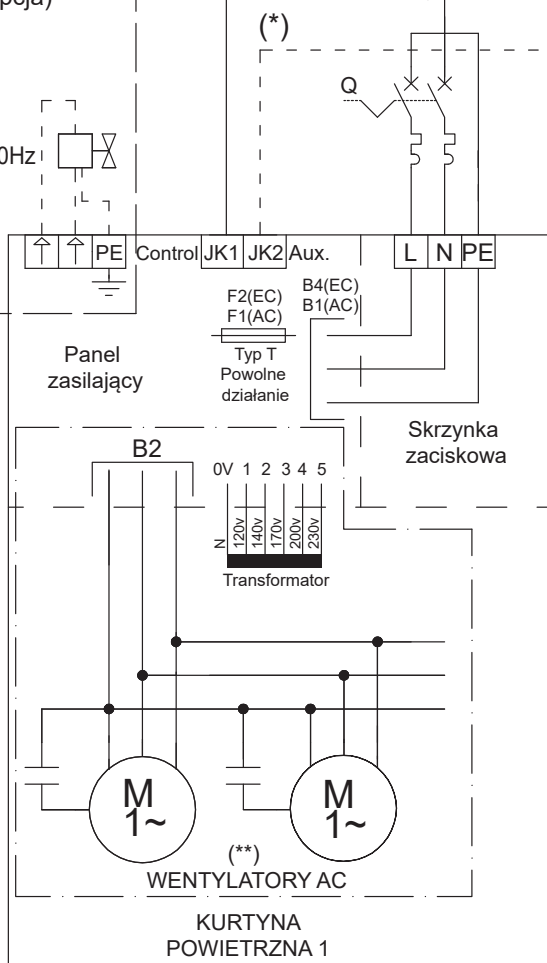 pcja)
(*)
Q
0Hz
PE Control JK1 JK2 Aux. L N PE
F2(EC)
F1(AC)
B4(EC)
B1(AC)
Typ T
Powolne
działanie
Panel
zasilający
Skrzynka
zaciskowa
B2
0V 1 2 3 4 5
N 120v 140v 170v 200v 230v
Transformator
M
1~
M
1~
(**)
WENTYLATORY AC
KURTYNA
POWIETRZNA 1